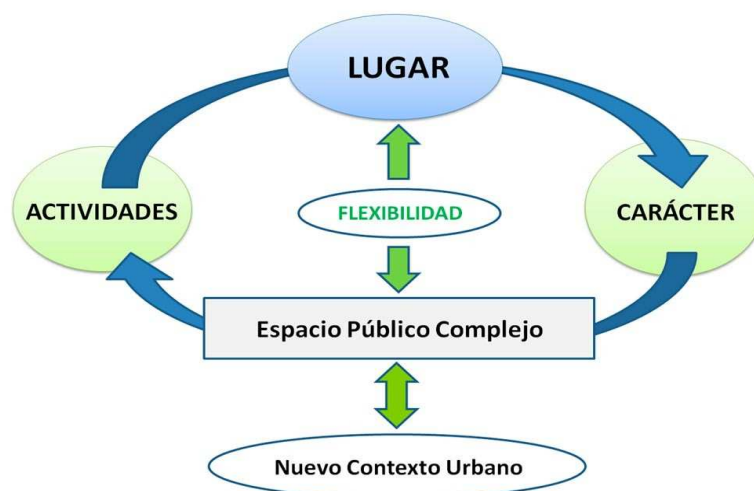 LUGAR
ACTIVIDADES
FLEXIBILIDAD
CARÁCTER
Espacio Público Complejo
Nuevo Contexto Urbano